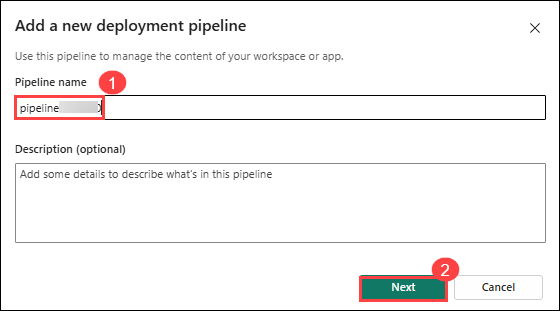 Add a new deployment pipeline
Use this pipeline to manage the content of your workspace or app.
Pipeline name
1
pipeline
Description (optional)
Add some details to describe what's in this pipeline
2
Next
Cancel